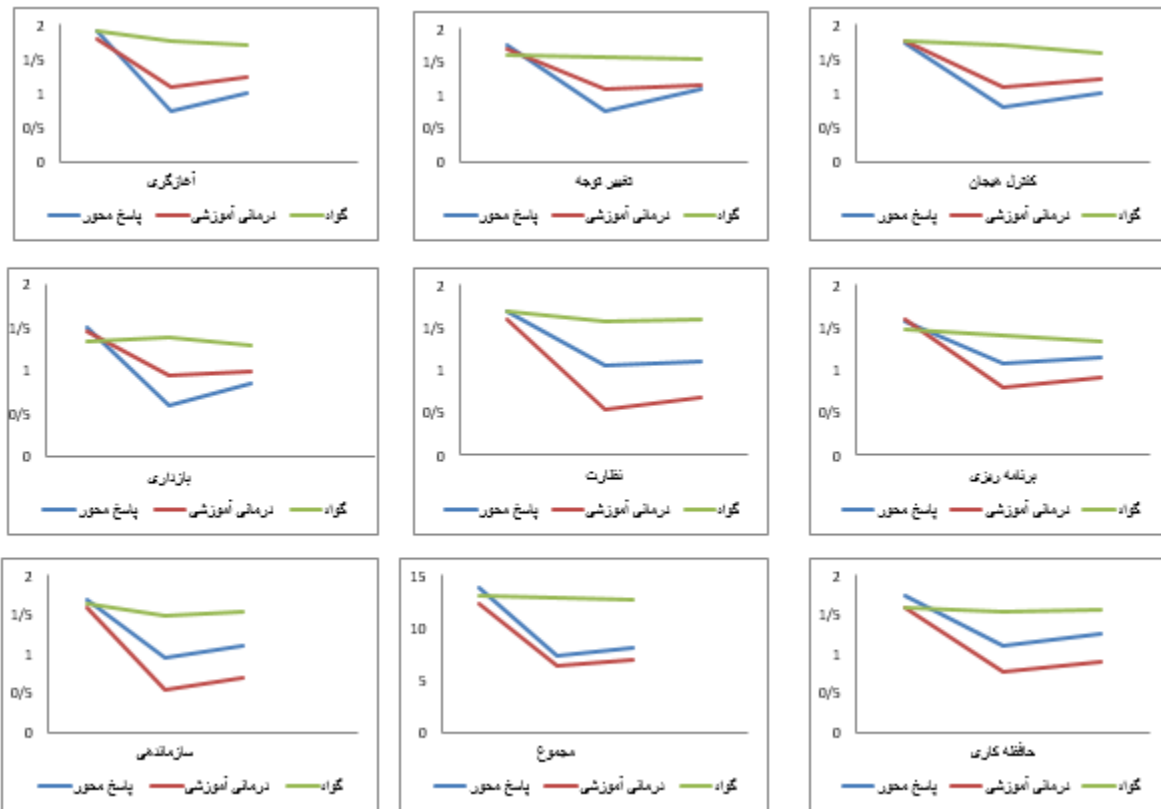 2
1/5
1
0/5
0
آغازگری
پاسخ محور درمانی آموزشی گواه
2
1/5
1
0/5
0
تغییر توجه
پاسخ محور درمانی آموزشی گواه
2
1/5
1
0/5
0
کنترل هیجان
پاسخ محور درمانی آموزشی گواه
2
1/5
1
0/5
0
بازداری
پاسخ محور درمانی آموزشی گواه
2
1/5
1
0/5
0
نظارت
پاسخ محور درمانی آموزشی گواه
2
1/5
1
0/5
0
برنامه ریزی
پاسخ محور درمانی آموزشی گواه
2
1/5
1
0/5
0
سازماندهی
پاسخ محور درمانی آموزشی گواه
15
10
5
0
مجموع
پاسخ محور درمانی آموزشی گواه
2
1/5
1
0/5
0
حافظه کاری
پاسخ محور درمانی آموزشی گواه